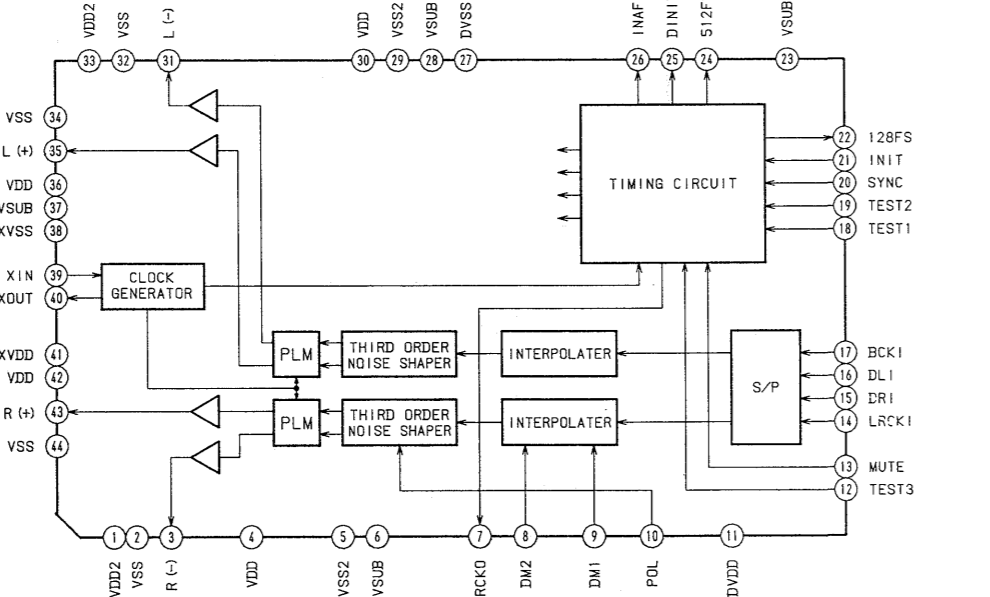 VDD2
VSS
L (-)
VDD
VSS2
VSUB
DVSS
INAF
DINI
512F
VSUB
33
32
31
30
29
28
27
26
25
24
23
VSS 34
L (+) 35
VDD 36
VSUB 37
XVSS 38
XIN 39
XOUT 40
XVDD 41
VDD 42
R (+) 43
VSS 44
22 128FS
21 INIT
20 SYNC
19 TEST2
18 TEST1
17 BCKI
16 DLI
15 DRI
14 LRCKI
13 MUTE
12 TEST3
TIMING CIRCUIT
CLOCK
GENERATOR
PLM
THIRD ORDER
NOISE SHAPER
INTERPOLATER
S/P
PLM
THIRD ORDER
NOISE SHAPER
INTERPOLATER
1
2
3
4
5
6
7
8
9
10
11
VDD2
VSS
R (-)
VDD
VSS2
VSUB
RCKO
DM2
DM1
POL
DVDD